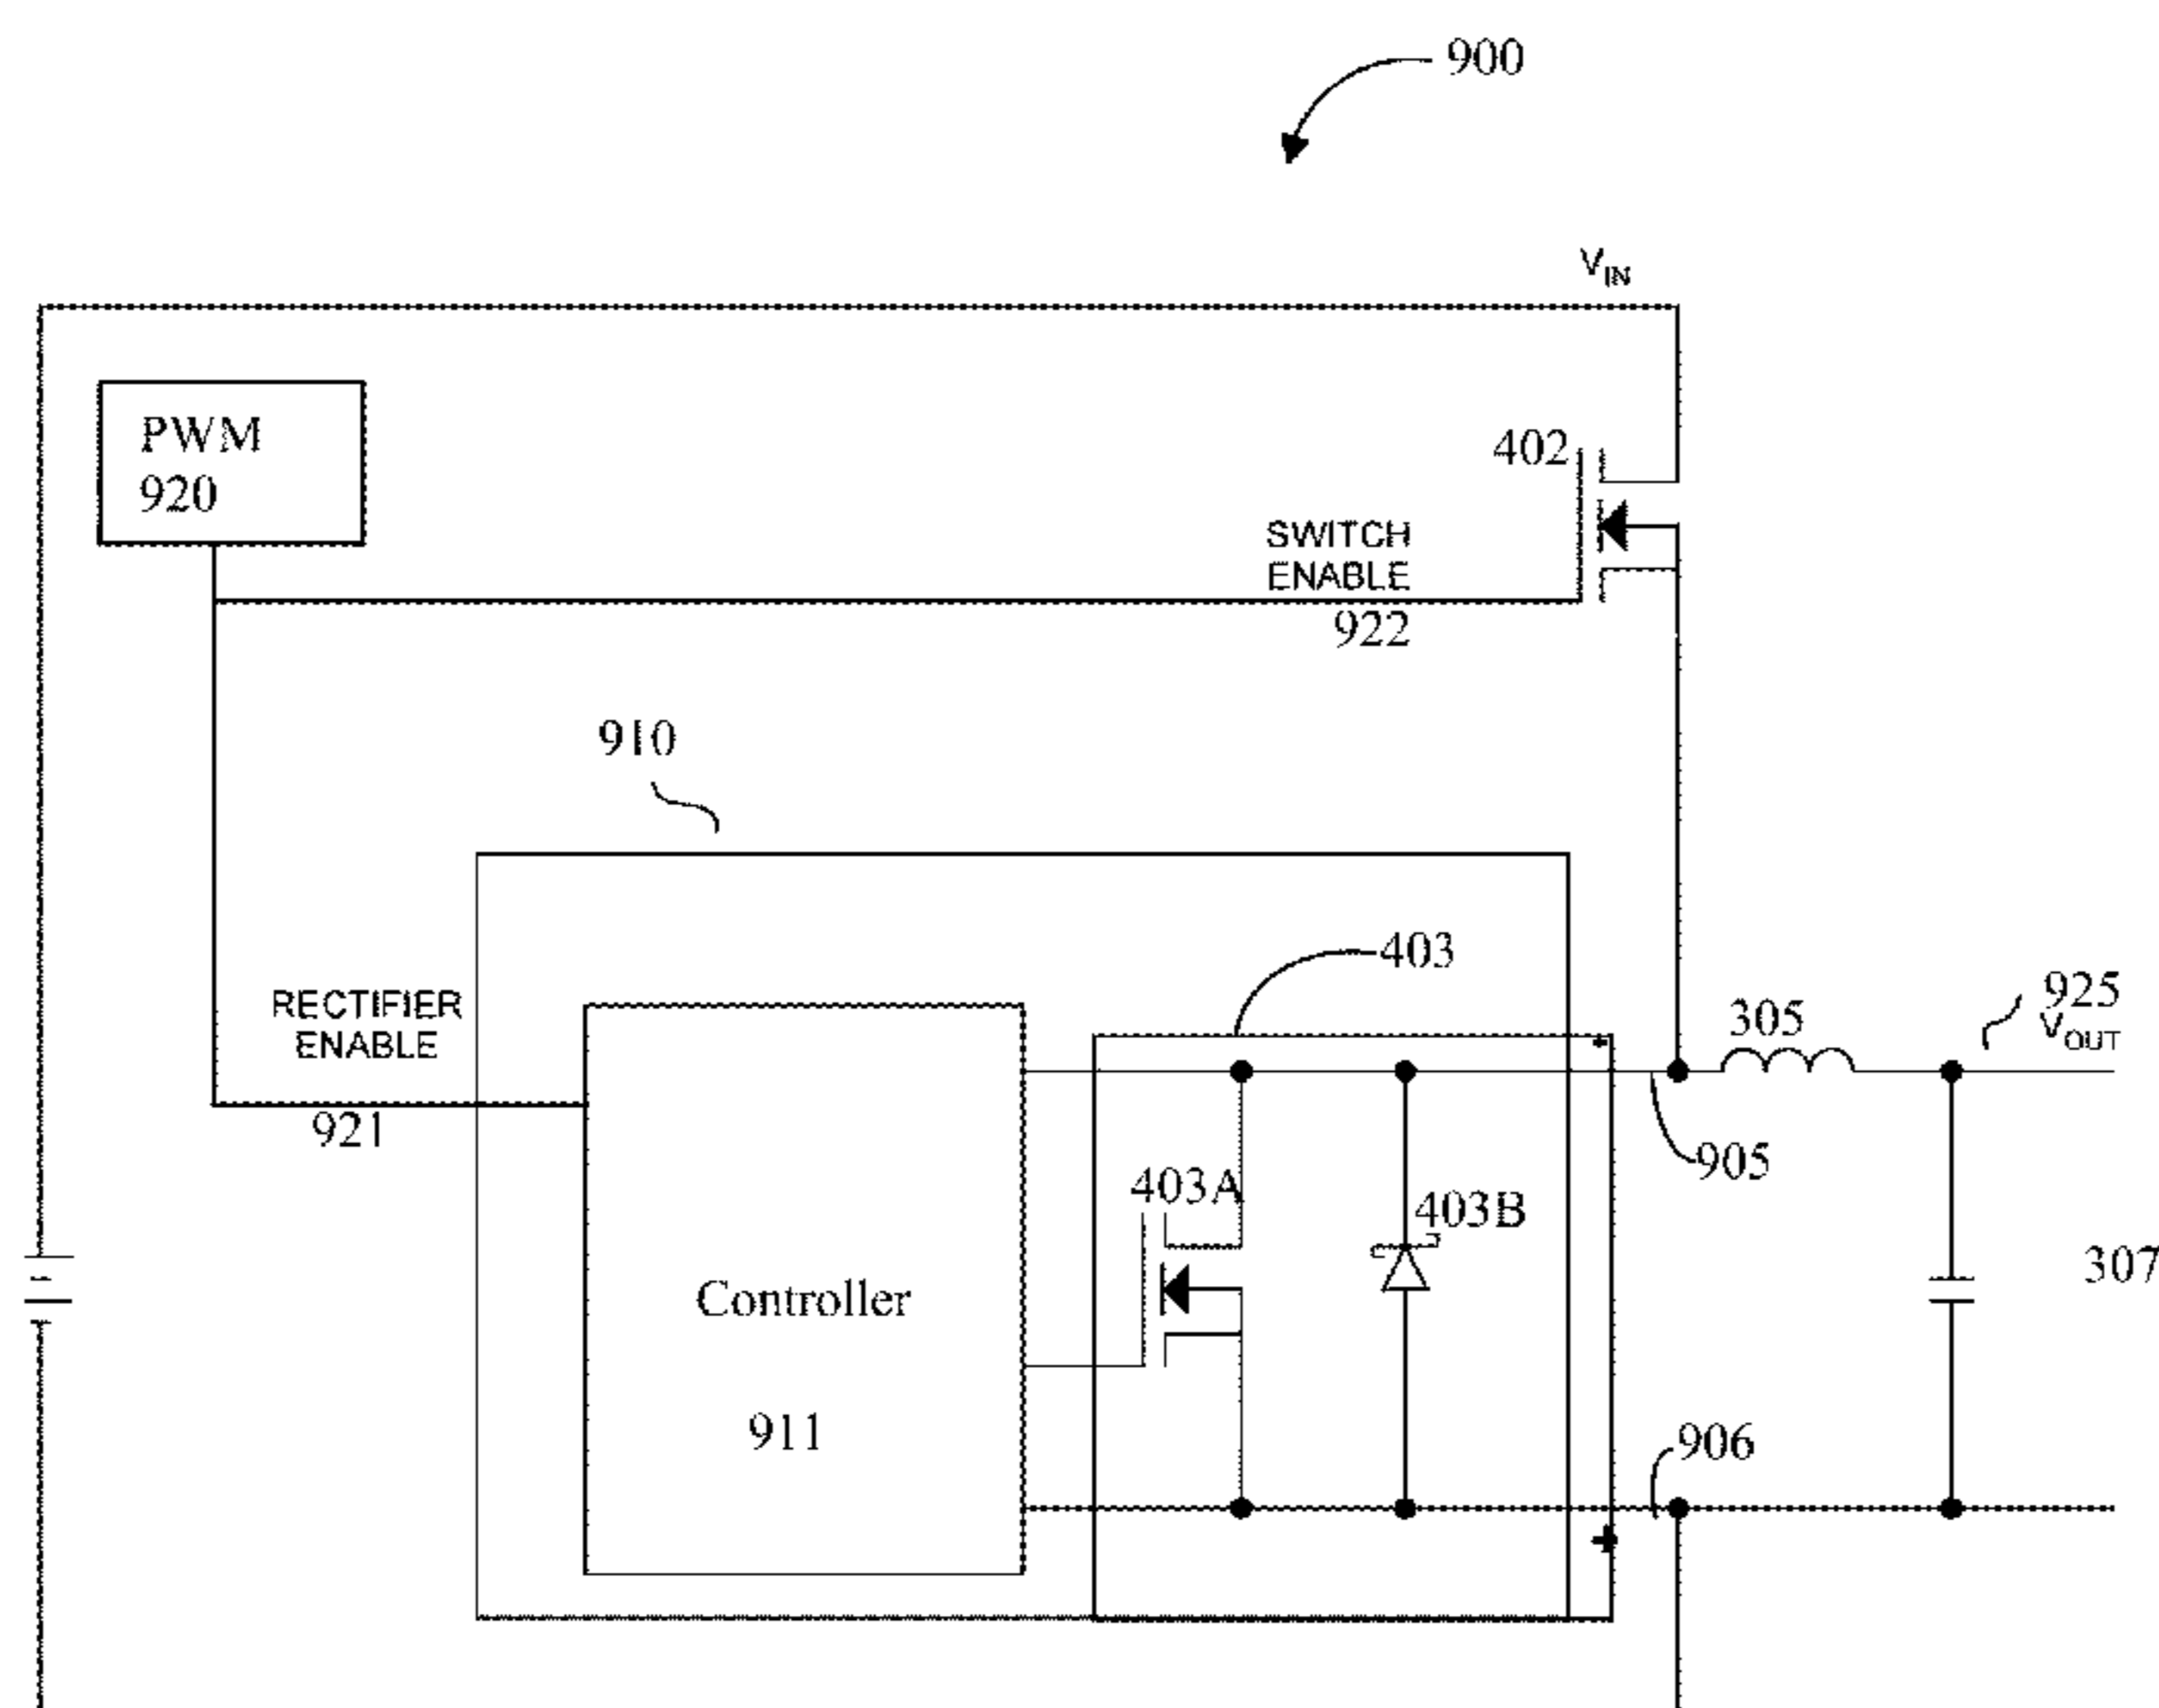 900
VIN
PWM
920
402
SWITCH
ENABLE
922
910
403
925
305
VOUT
RECTIFIER
ENABLE
921
905
403A
403B
307
Controller
911
906